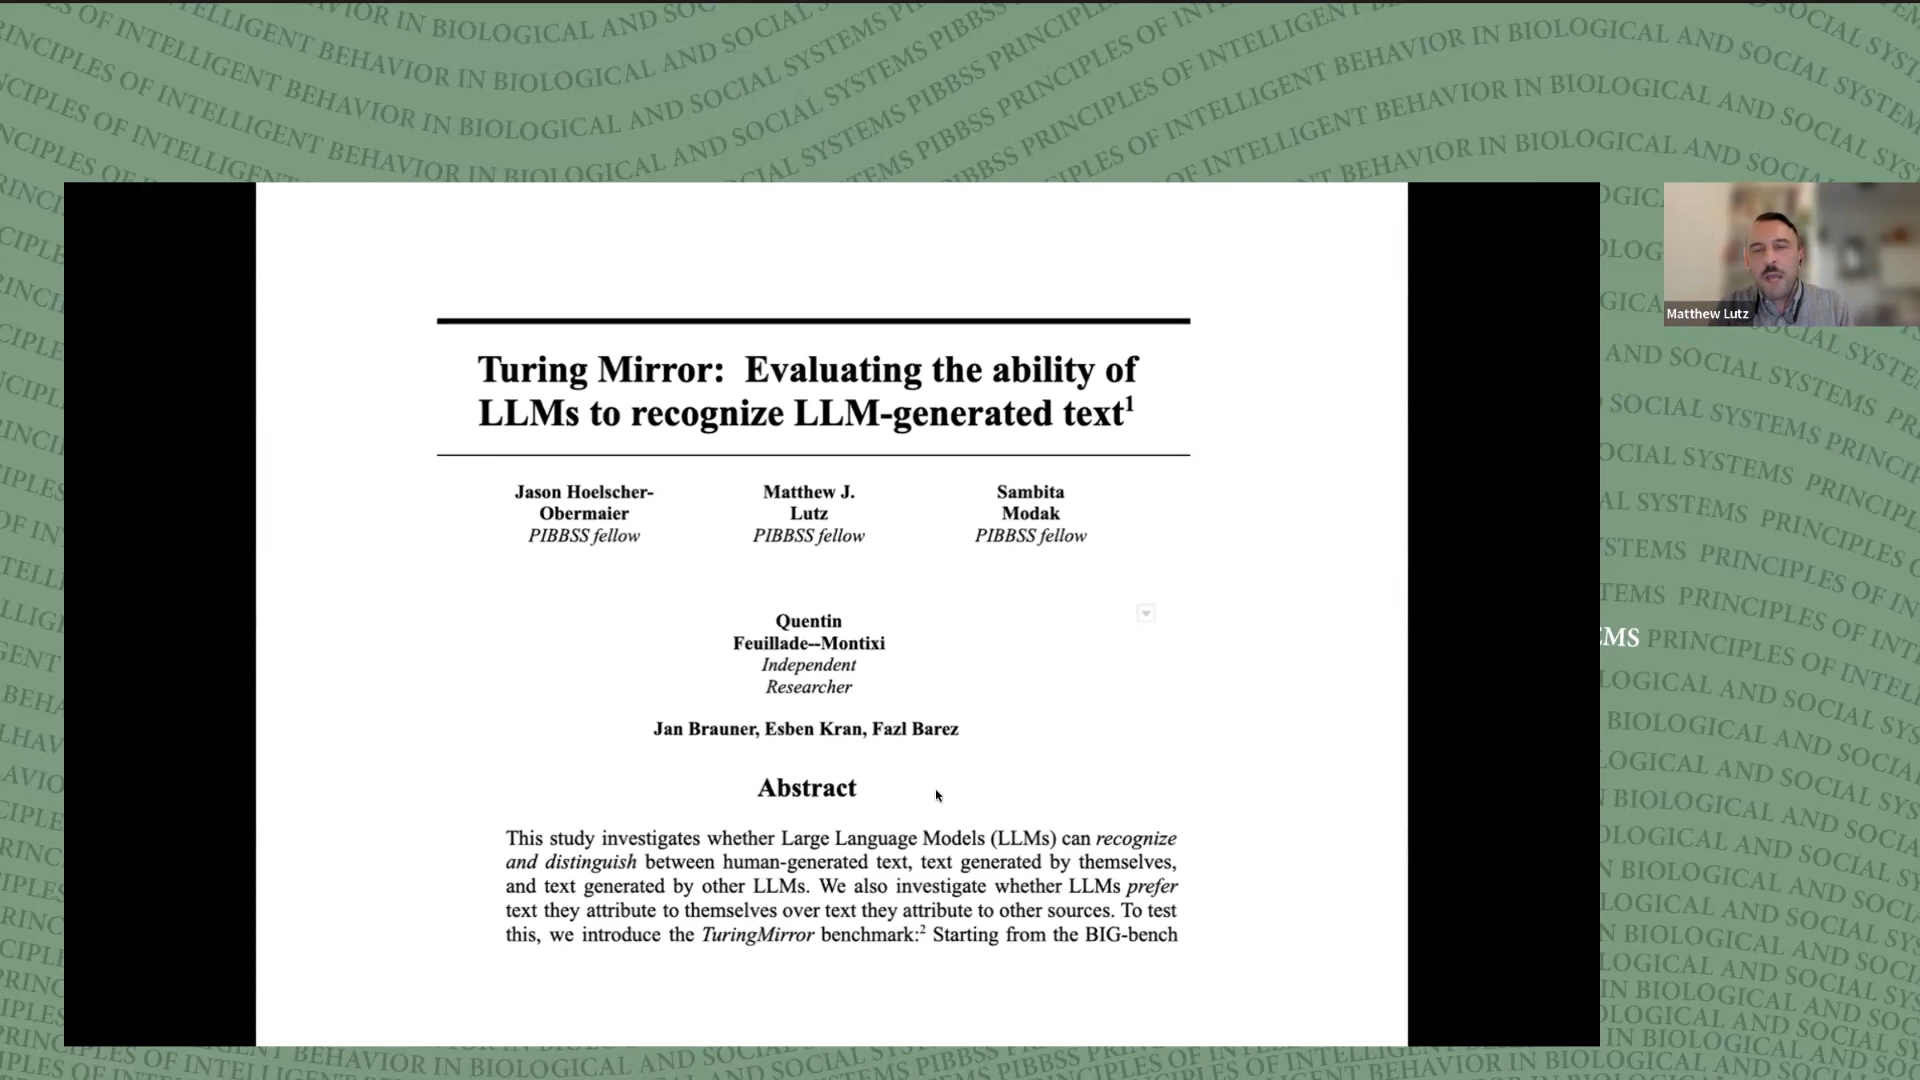 Turing Mirror: Evaluating the ability of
LLMs to recognize LLM-generated text1
Jason Hoelscher-
Obermaier
PIBBSS fellow
Matthew J.
Lutz
PIBBSS fellow
Sambita
Modak
PIBBSS fellow
Quentin
Feuillade--Montixi
Independent
Researcher
Jan Brauner, Esben Kran, Fazl Barez
Abstract
This study investigates whether Large Language Models (LLMs) can recognize
and distinguish between human-generated text, text generated by themselves,
and text generated by other LLMs. We also investigate whether LLMs prefer
text they attribute to themselves over text they attribute to other sources. To test
this, we introduce the TuringMirror benchmark:2 Starting from the BIG-bench
Matthew Lutz
PIBBSS PRINCIPLES OF INTELLIGENT BEHAVIOR IN BIOLOGICAL AND SOCIAL SYSTEMS